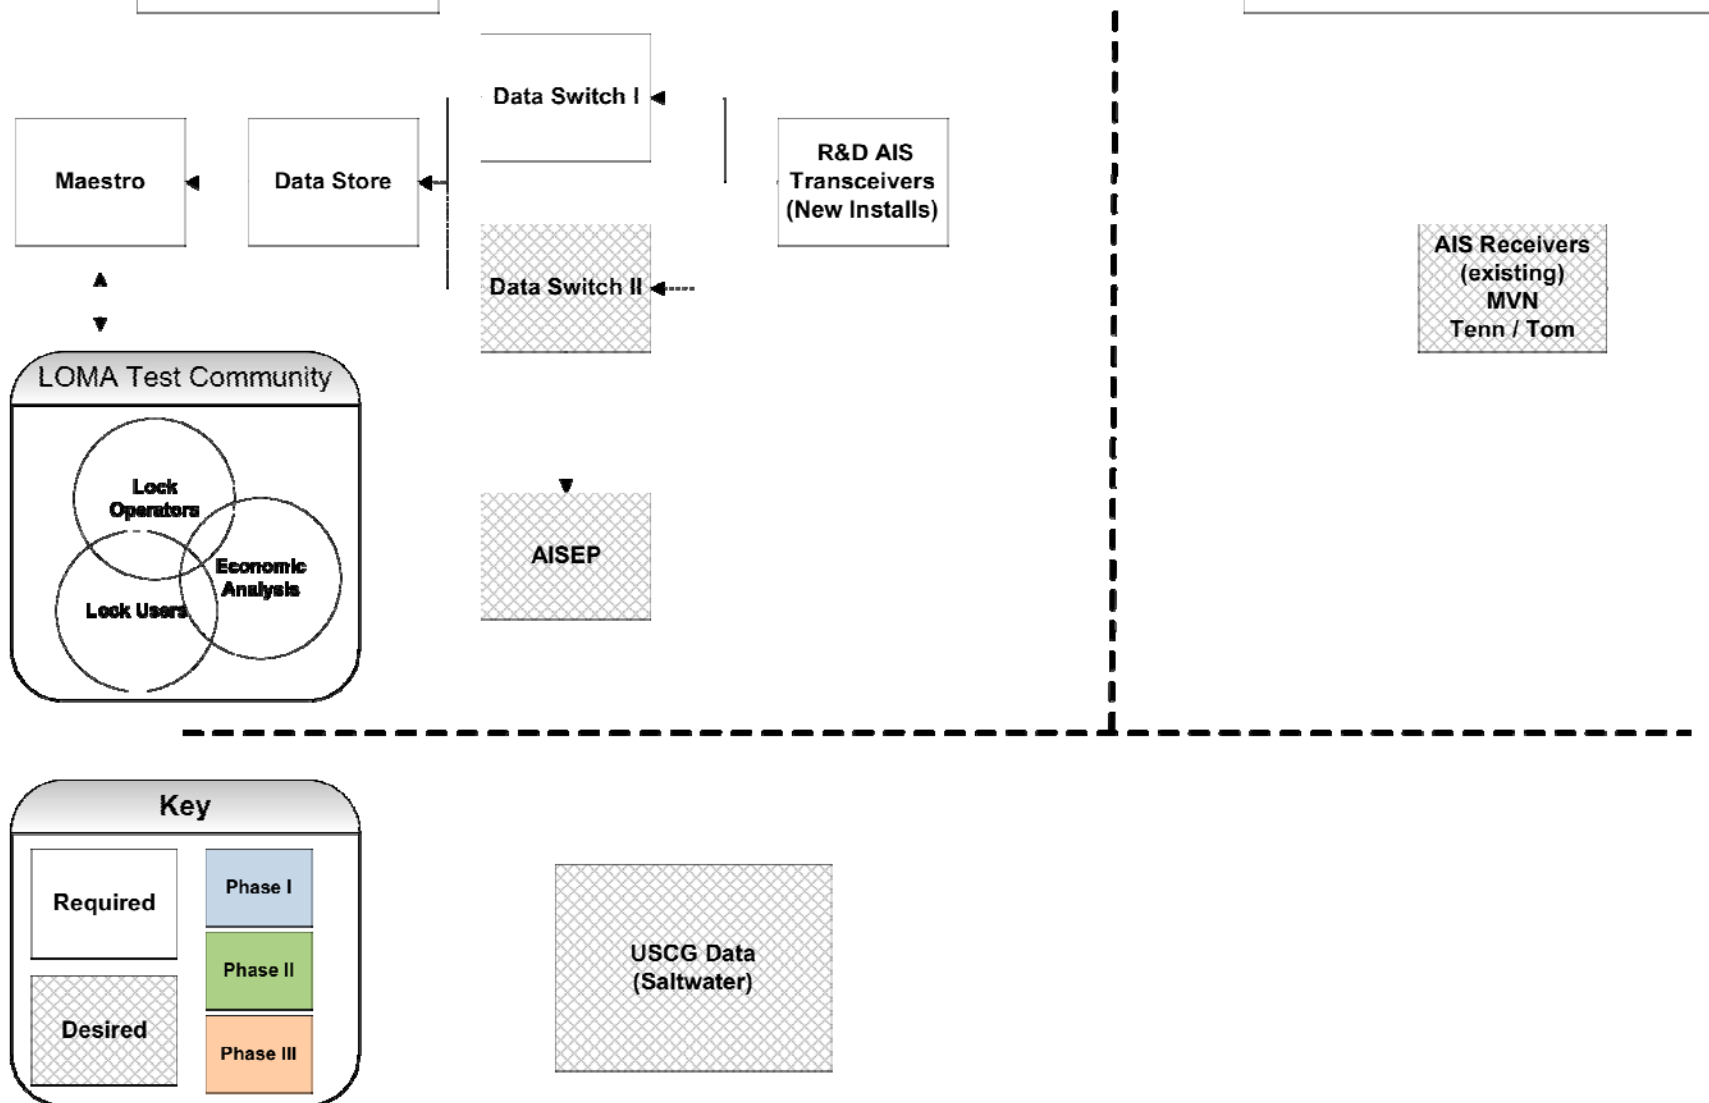 Data Switch I
Maestro
Data Store
R&D AIS
Transceivers
(New Installs)
Data Switch II
AIS Receivers
(existing)
MVN
Tenn / Tom
LOMA Test Community
Lock
Operators
Economic
Analysis
Lock Users
AISEP
Key
Required
Phase I
Phase II
Desired
Phase III
USCG Data
(Saltwater)